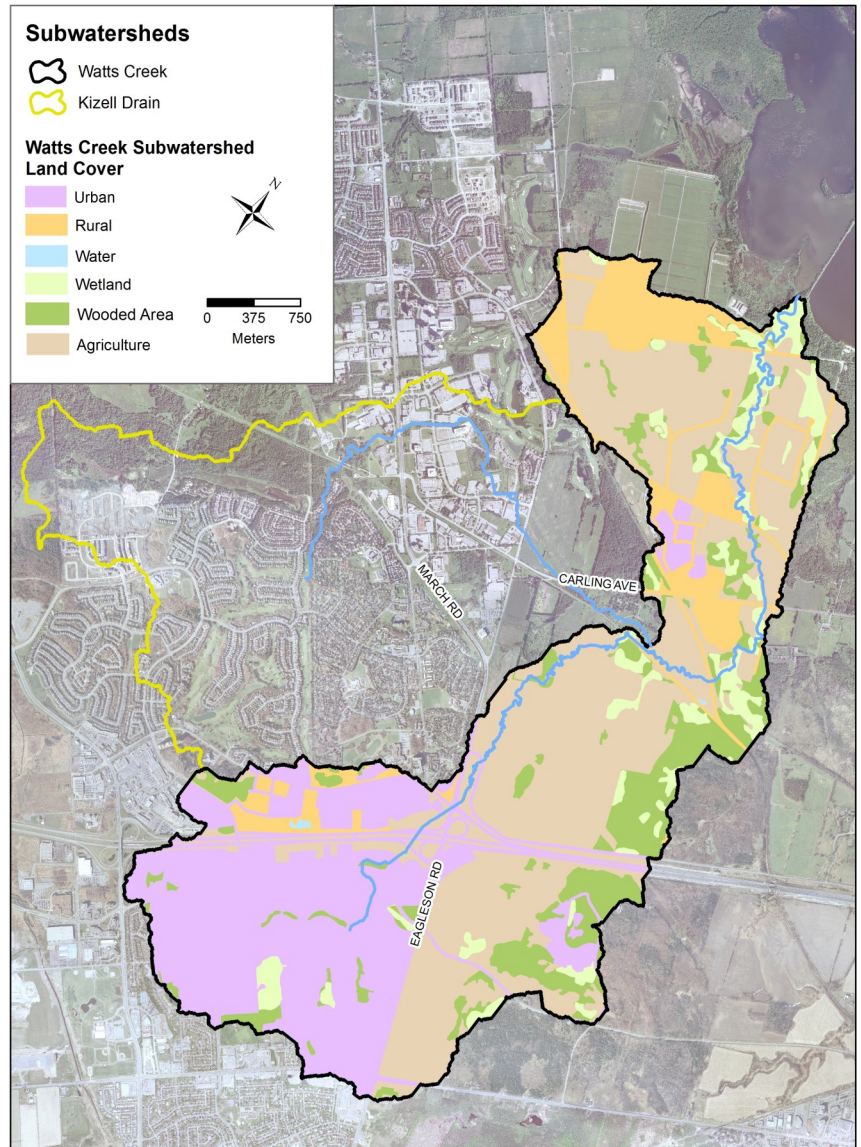 Subwatersheds
Watts Creek
Kizell Drain
Watts Creek Subwatershed
Land Cover
Urban
Rural
Water
Wetland
Wooded Area
Agriculture
N
0 375 750
Meters
MARCH RD
CARLING AVE
EAGLESON RD